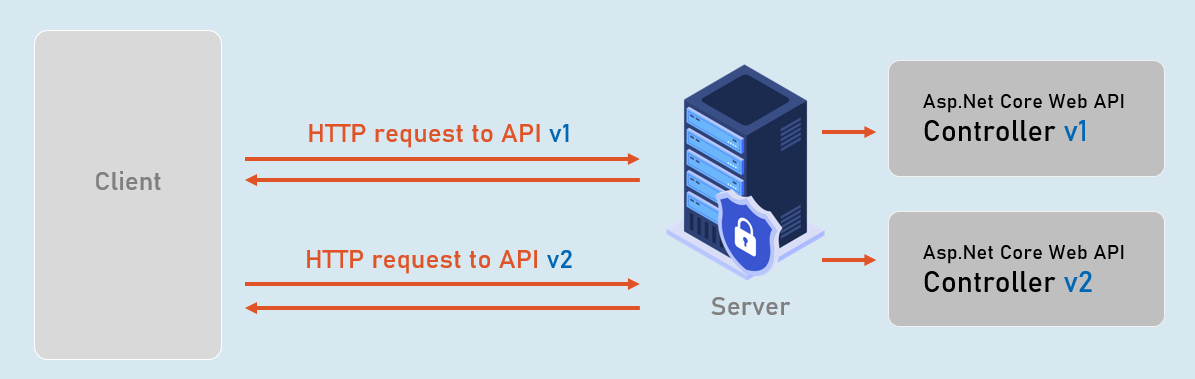 Client
HTTP request to API v1
HTTP request to API v2
Server
Asp.Net Core Web API
Controller v1
Asp.Net Core Web API
Controller v2